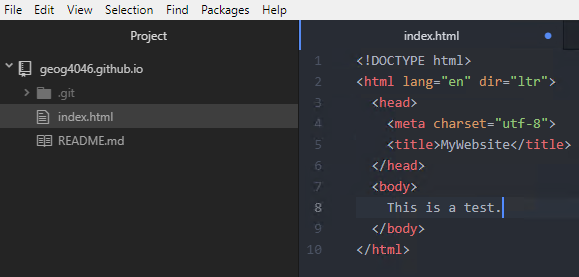 File Edit View Selection Find Packages Help
Project
geog4046.github.io
.git
index.html
README.md
index.html
1 <!DOCTYPE html>
2 <html lang="en" dir="ltr">
3 <head>
4 <meta charset="utf-8">
5 <title>MyWebsite</title>
6 </head>
7 <body>
8 This is a test.
9 </body>
10 </html>